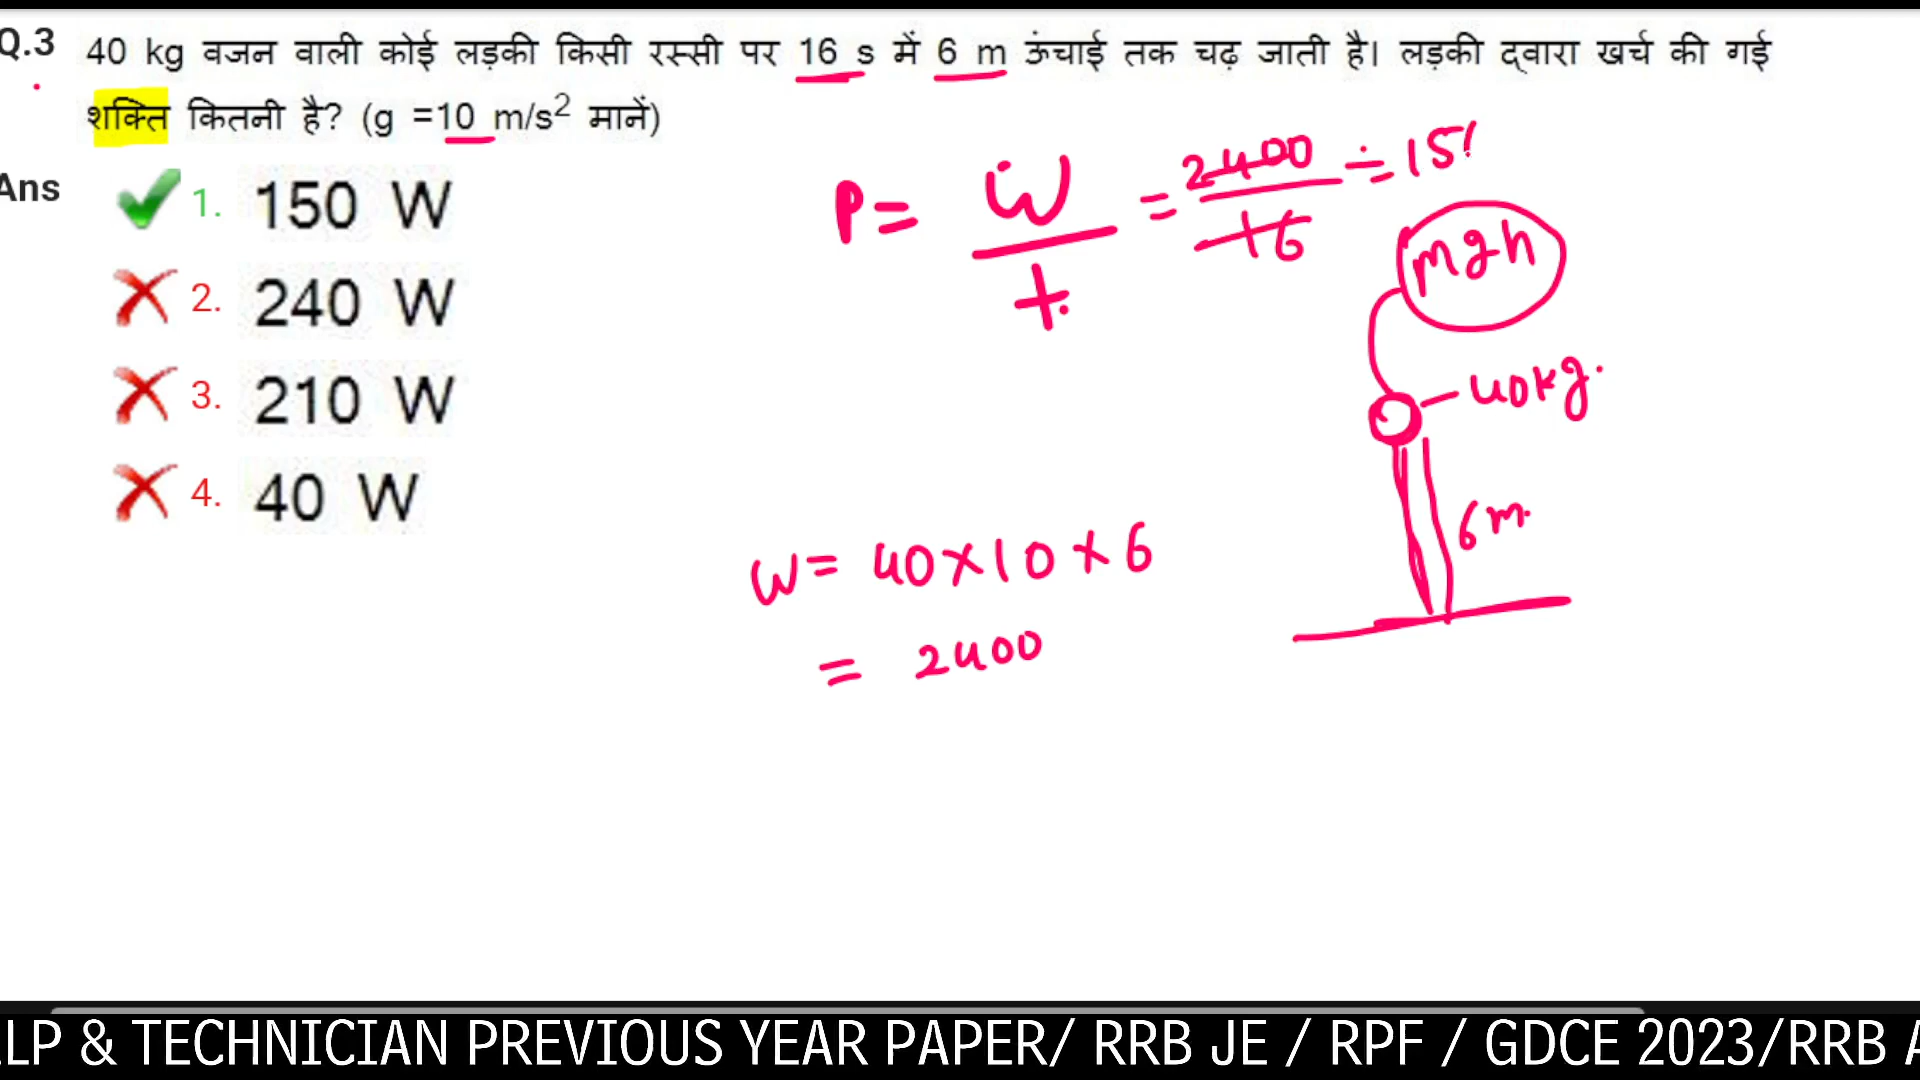 Q.3 40 kg वजन वाली कोई लड़की किसी रस्सी पर 16 s में 6 m ऊंचाई तक चढ़ जाती है। लड़की द्वारा खर्च की गई
शक्ति कितनी है? (g =10 m/s² मानें)
Ans
1. 150 W
2. 240 W
3. 210 W
4. 40 W
P = W/t = 2400/16 = 15
mgh
40kg.
6m.
W = 40 × 10 × 6
= 2400
LP & TECHNICIAN PREVIOUS YEAR PAPER/ RRB JE / RPF / GDCE 2023/RRB A